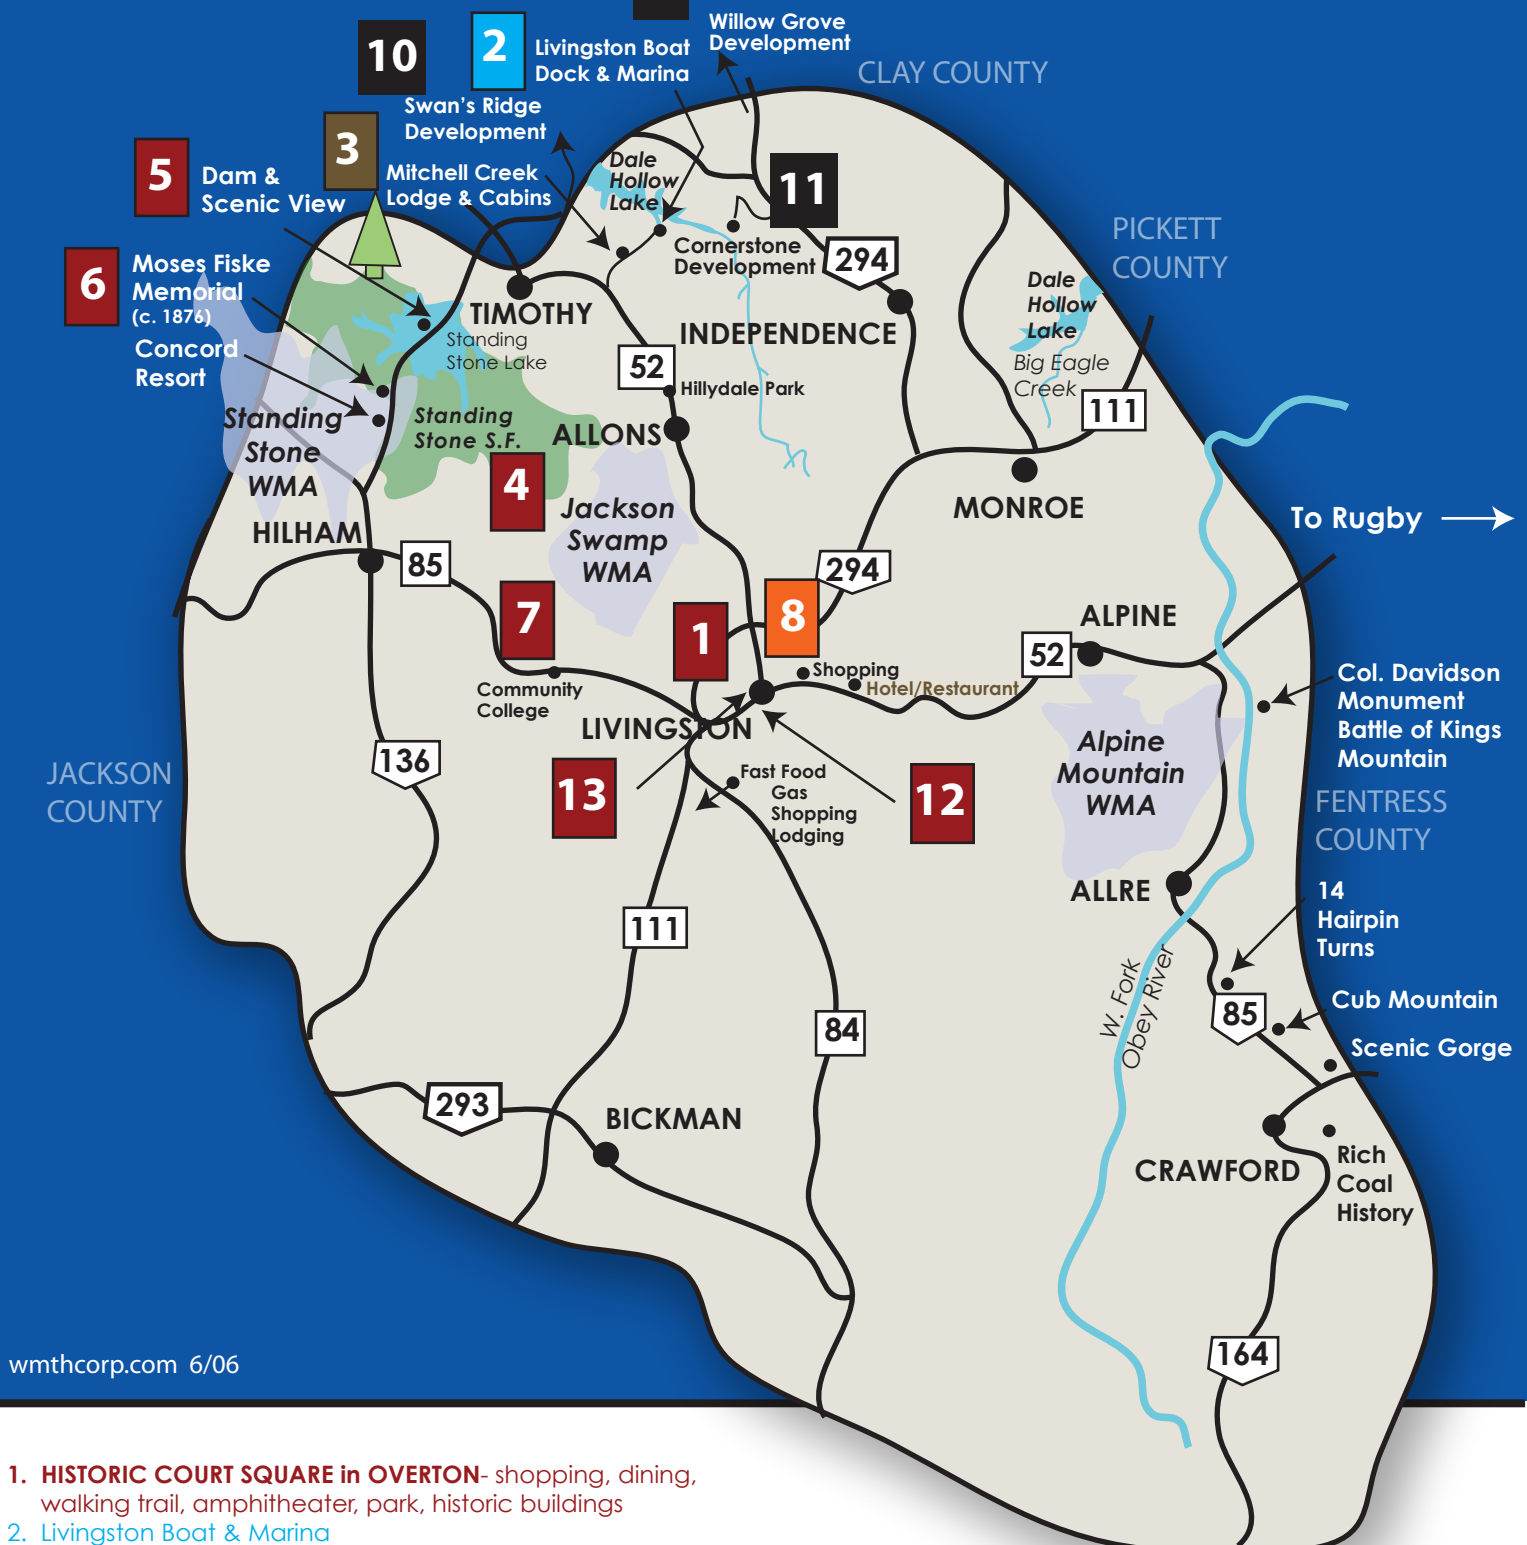 Willow Grove
Development
10
2
Livingston Boat
Dock & Marina
CLAY COUNTY
Swan's Ridge
Development
3
5
Dam &
Scenic View
Mitchell Creek
Lodge & Cabins
Dale
Hollow
Lake
11
PICKETT
COUNTY
6
Moses Fiske
Memorial
(c. 1876)
Cornerstone
Development
294
Dale
Hollow
Lake
TIMOTHY
Standing
Stone Lake
INDEPENDENCE
Concord
Resort
52
Hillydale Park
Big Eagle
Creek
111
Standing
Stone
WMA
Standing
Stone S.F.
ALLONS
4
MONROE
Jackson
Swamp
WMA
To Rugby
HILHAM
85
294
7
1
8
ALPINE
52
Shopping
Hotel/Restaurant
Community
College
LIVINGSTON
Col. Davidson
Monument
Battle of Kings
Mountain
136
JACKSON
COUNTY
13
Fast Food
Gas
Shopping
Lodging
12
Alpine
Mountain
WMA
FENTRESS
COUNTY
ALLRE
14
Hairpin
Turns
111
W. Fork
Obey River
85
Cub Mountain
84
Scenic Gorge
293
BICKMAN
CRAWFORD
Rich
Coal
History
164
wmthcorp.com 6/06
1. HISTORIC COURT SQUARE in OVERTON- shopping, dining,
walking trail, amphitheater, park, historic buildings
2. Livingston Boat & Marina